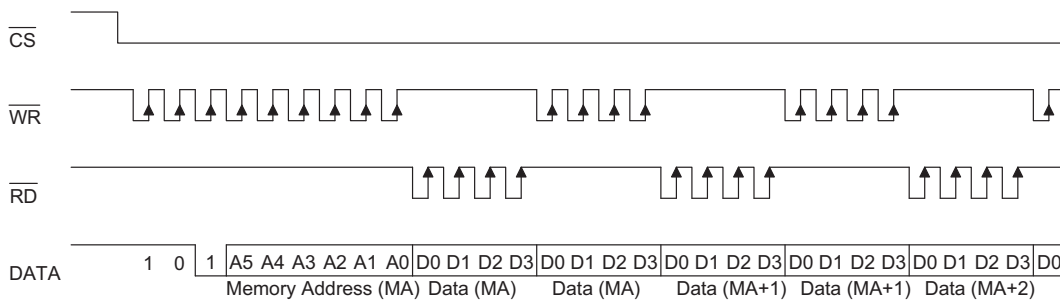 CS
WR
RD
DATA 1 0 1 A5 A4 A3 A2 A1 A0 D0 D1 D2 D3 D0 D1 D2 D3 D0 D1 D2 D3 D0 D1 D2 D3 D0 D1 D2 D3 D0
Memory Address (MA) Data (MA) Data (MA) Data (MA+1) Data (MA+1) Data (MA+2)